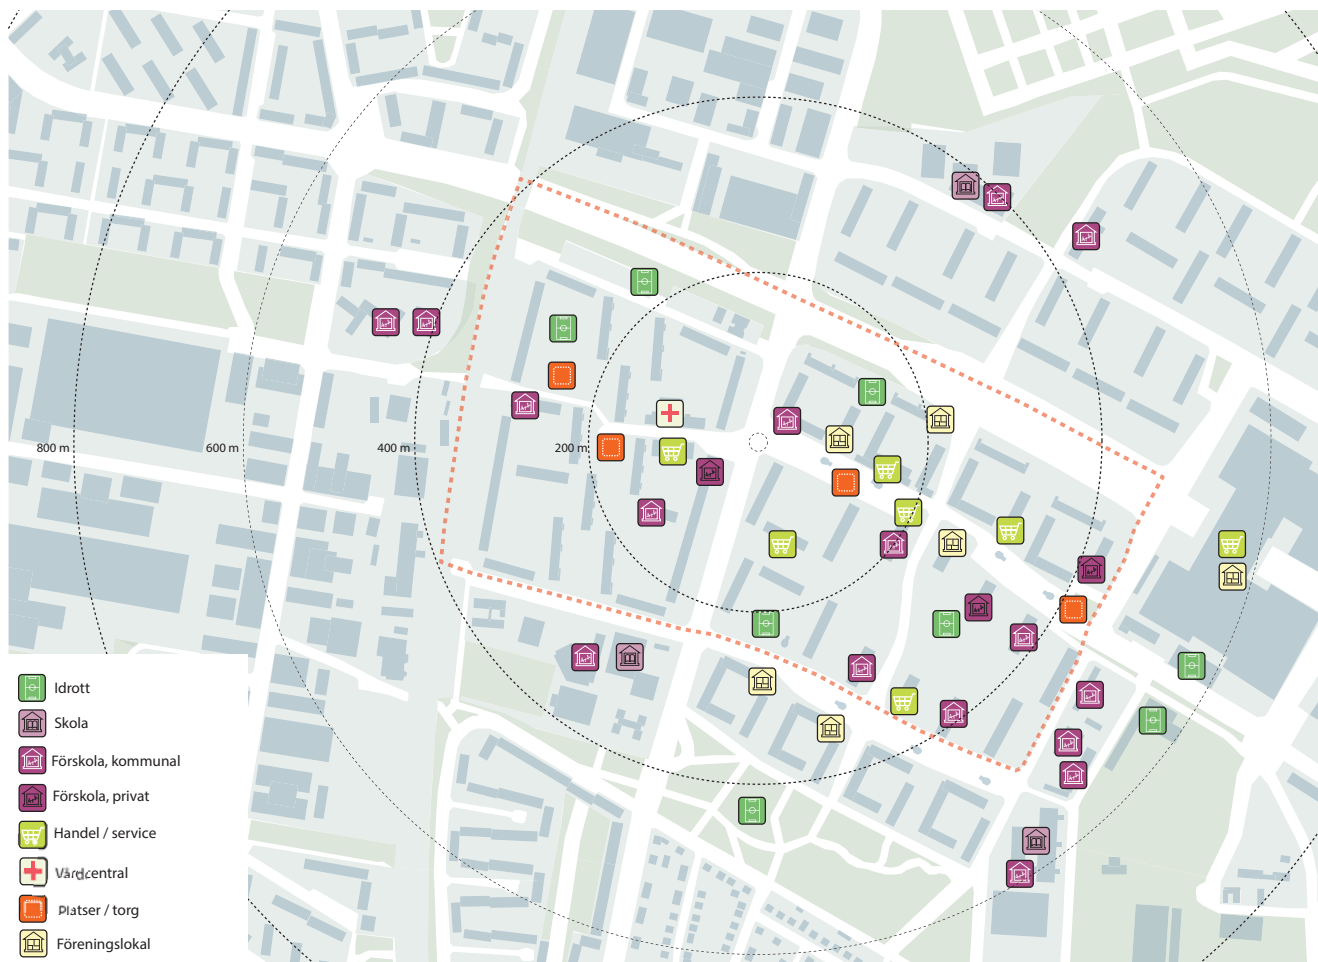 800 m
600 m
400 m
200 m
Idrott
Skola
Förskola, kommunal
Förskola, privat
Handel / service
Vårdcentral
Platser / torg
Föreningslokal